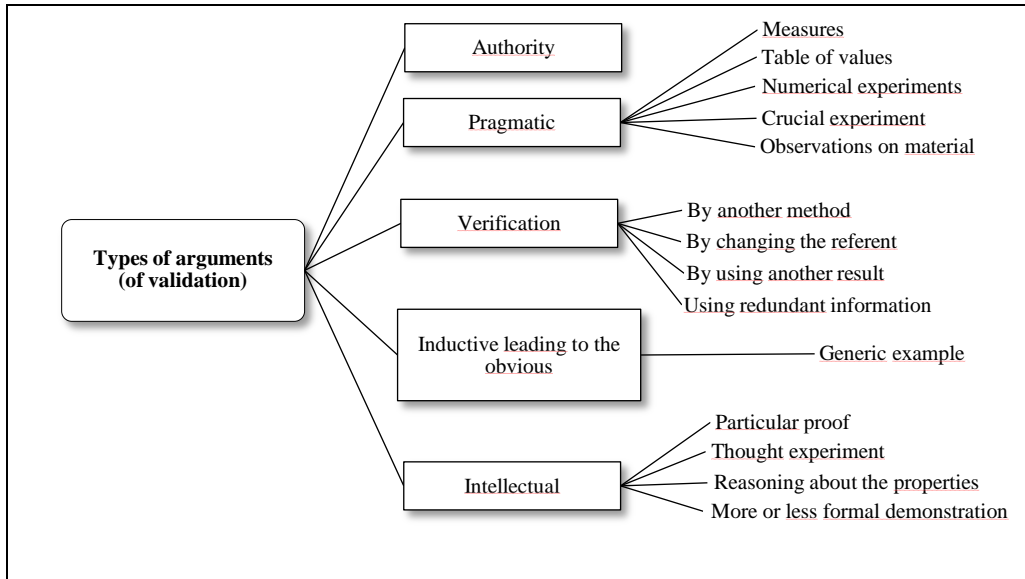 Authority
Measures
Table of values
Numerical experiments
Pragmatic
Crucial experiment
Observations on material
Types of arguments
(of validation)
Verification
By another method
By changing the referent
By using another result
Using redundant information
Inductive leading to the
obvious
Generic example
Intellectual
Particular proof
Thought experiment
Reasoning about the properties
More or less formal demonstration